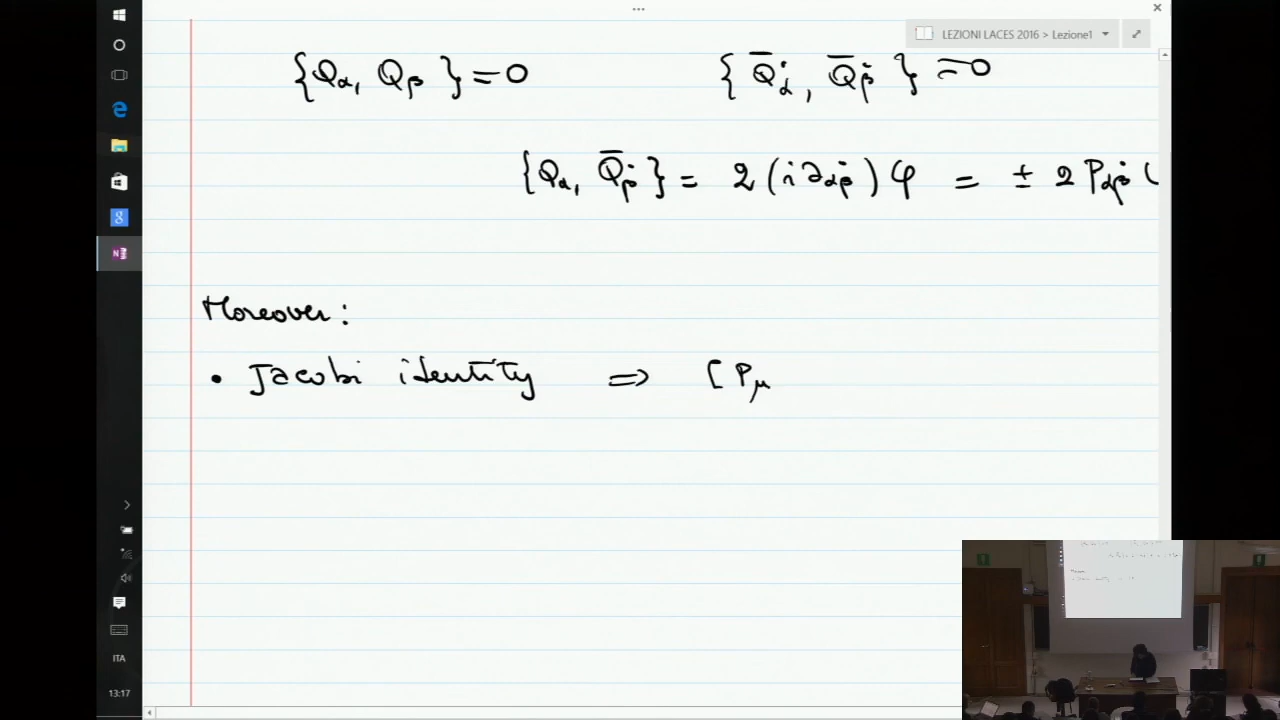 LEZIONI LACES 2016 > Lezione1
{Qα, Qβ} = 0 {Q̄α̇, Q̄β̇} = 0
{Qα, Q̄β̇} = 2(i∂αβ̇)φ = ± 2Pαβ̇ (
Moreover:
• Jacobi identity ⇒ [Pμ
ITA
13:17